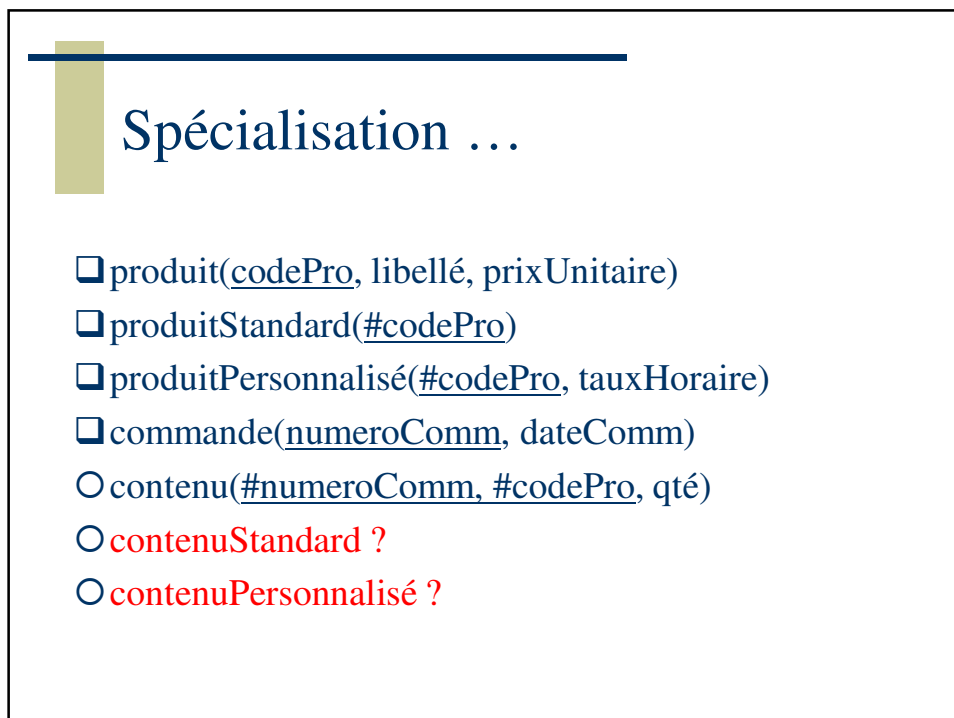 Spécialisation …
❑produit(codePro, libellé, prixUnitaire)
❑produitStandard(#codePro)
❑produitPersonnalisé(#codePro, tauxHoraire)
❑commande(numeroComm, dateComm)
❍contenu(#numeroComm, #codePro, qté)
❍contenuStandard ?
❍contenuPersonnalisé ?